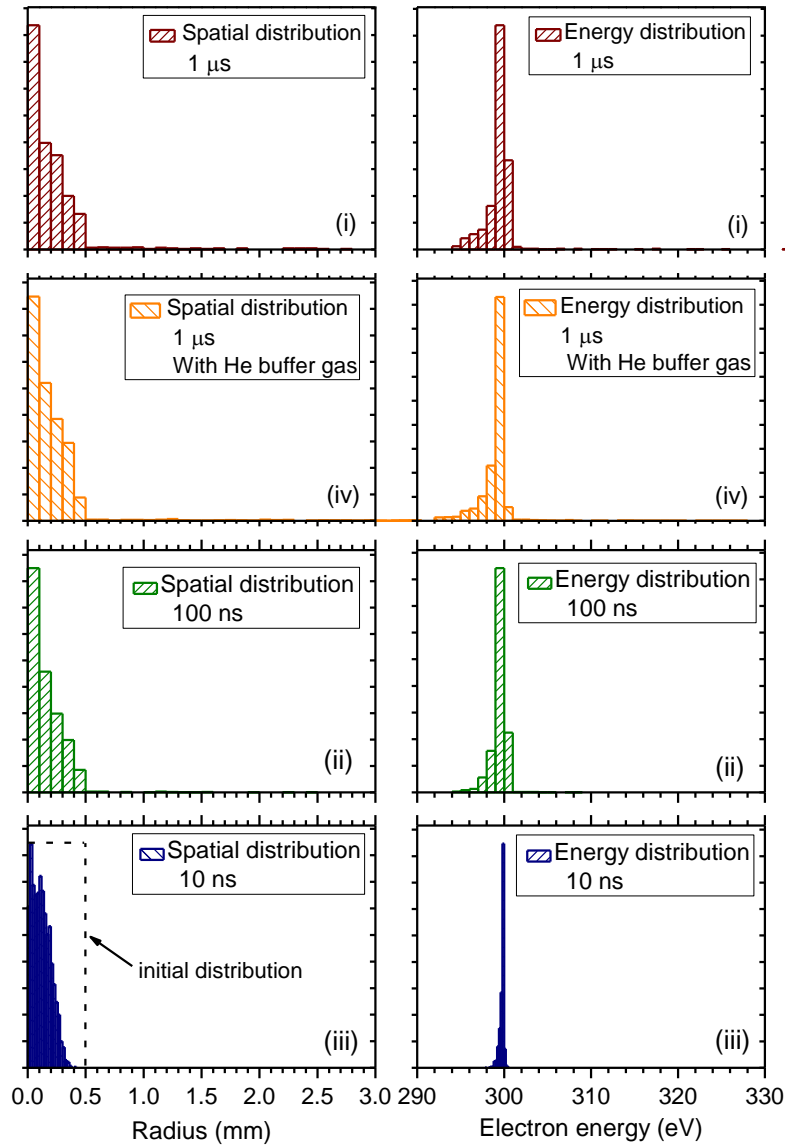 Spatial distribution
1 μs
(i)
Energy distribution
1 μs
(i)
Spatial distribution
1 μs
With He buffer gas
(iv)
Energy distribution
1 μs
With He buffer gas
(iv)
Spatial distribution
100 ns
(ii)
Energy distribution
100 ns
(ii)
Spatial distribution
10 ns
initial distribution
(iii)
Energy distribution
10 ns
(iii)
0.0 0.5 1.0 1.5 2.0 2.5 3.0
290 300 310 320 330
Radius (mm)
Electron energy (eV)